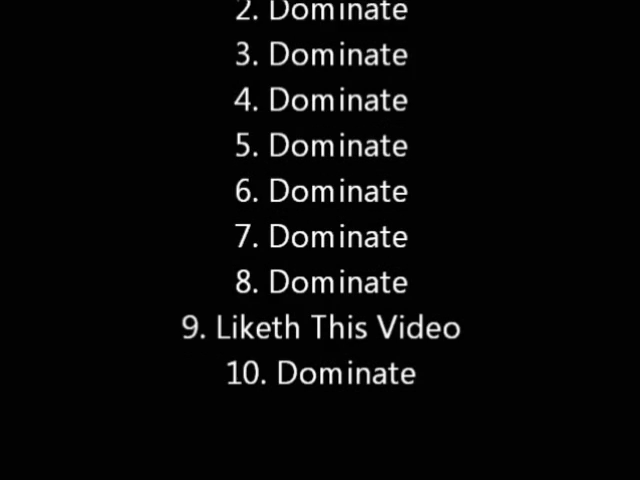 2. Dominate
3. Dominate
4. Dominate
5. Dominate
6. Dominate
7. Dominate
8. Dominate
9. Liketh This Video
10. Dominate